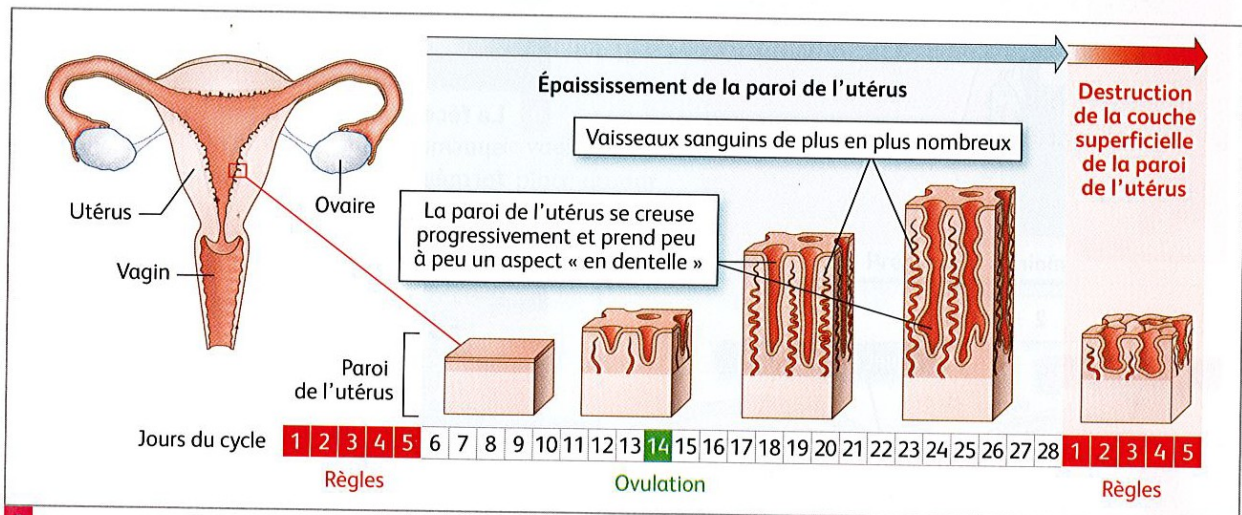 Épaississement de la paroi de l'utérus
Destruction
de la couche
superficielle
de la paroi
de l'utérus
Vaisseaux sanguins de plus en plus nombreux
La paroi de l'utérus se creuse
progressivement et prend peu
à peu un aspect « en dentelle »
Utérus
Ovaire
Vagin
Paroi
de l'utérus
Jours du cycle 1 2 3 4 5 6 7 8 9 10 11 12 13 14 15 16 17 18 19 20 21 22 23 24 25 26 27 28 1 2 3 4 5
Règles Ovulation Règles